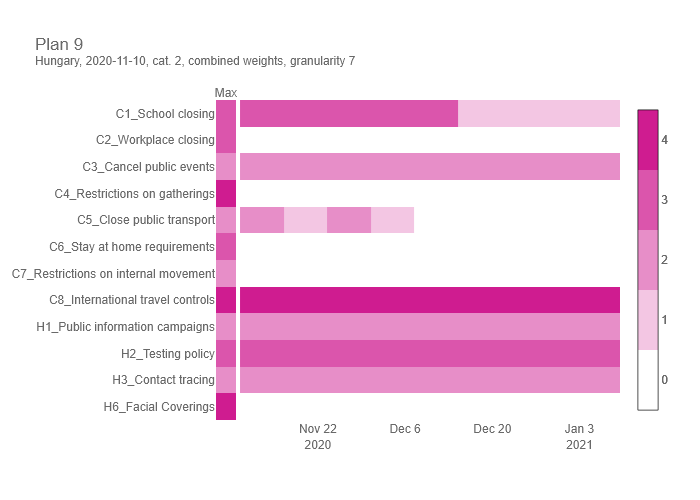 Plan 9
Hungary, 2020-11-10, cat. 2, combined weights, granularity 7
Max
C1_School closing
C2_Workplace closing
C3_Cancel public events
C4_Restrictions on gatherings
C5_Close public transport
C6_Stay at home requirements
C7_Restrictions on internal movement
C8_International travel controls
H1_Public information campaigns
H2_Testing policy
H3_Contact tracing
H6_Facial Coverings
4
3
2
1
0
Nov 22 Dec 6 Dec 20 Jan 3
2020 2021